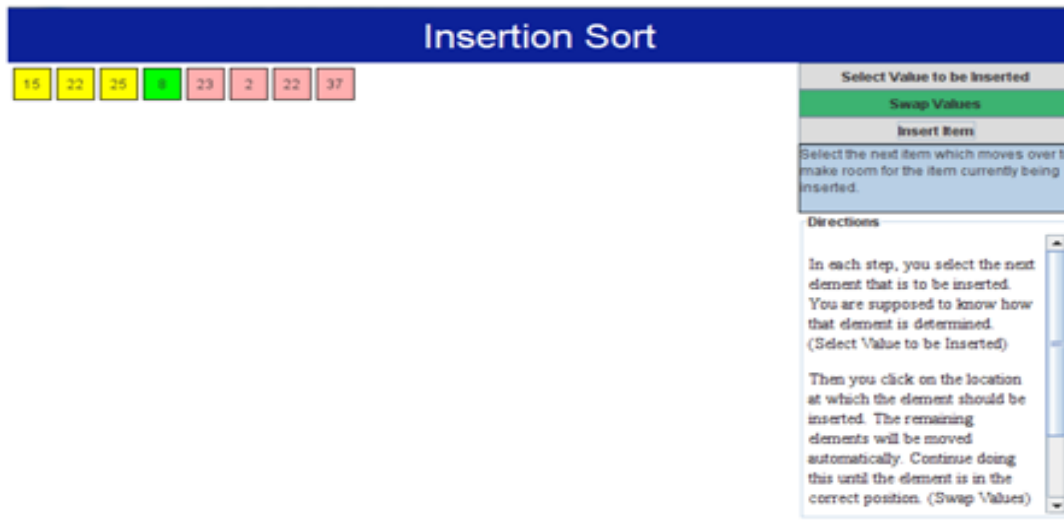 Insertion Sort
15 22 25 8 23 2 22 37
Select Value to be Inserted
Swap Values
Insert Item
Select the next item which moves over t
make room for the item currently being
inserted.
Directions
In each step, you select the next
element that is to be inserted.
You are supposed to know how
that element is determined.
(Select Value to be Inserted)
Then you click on the location
at which the element should be
inserted. The remaining
elements will be moved
automatically. Continue doing
this until the element is in the
correct position. (Swap Values)